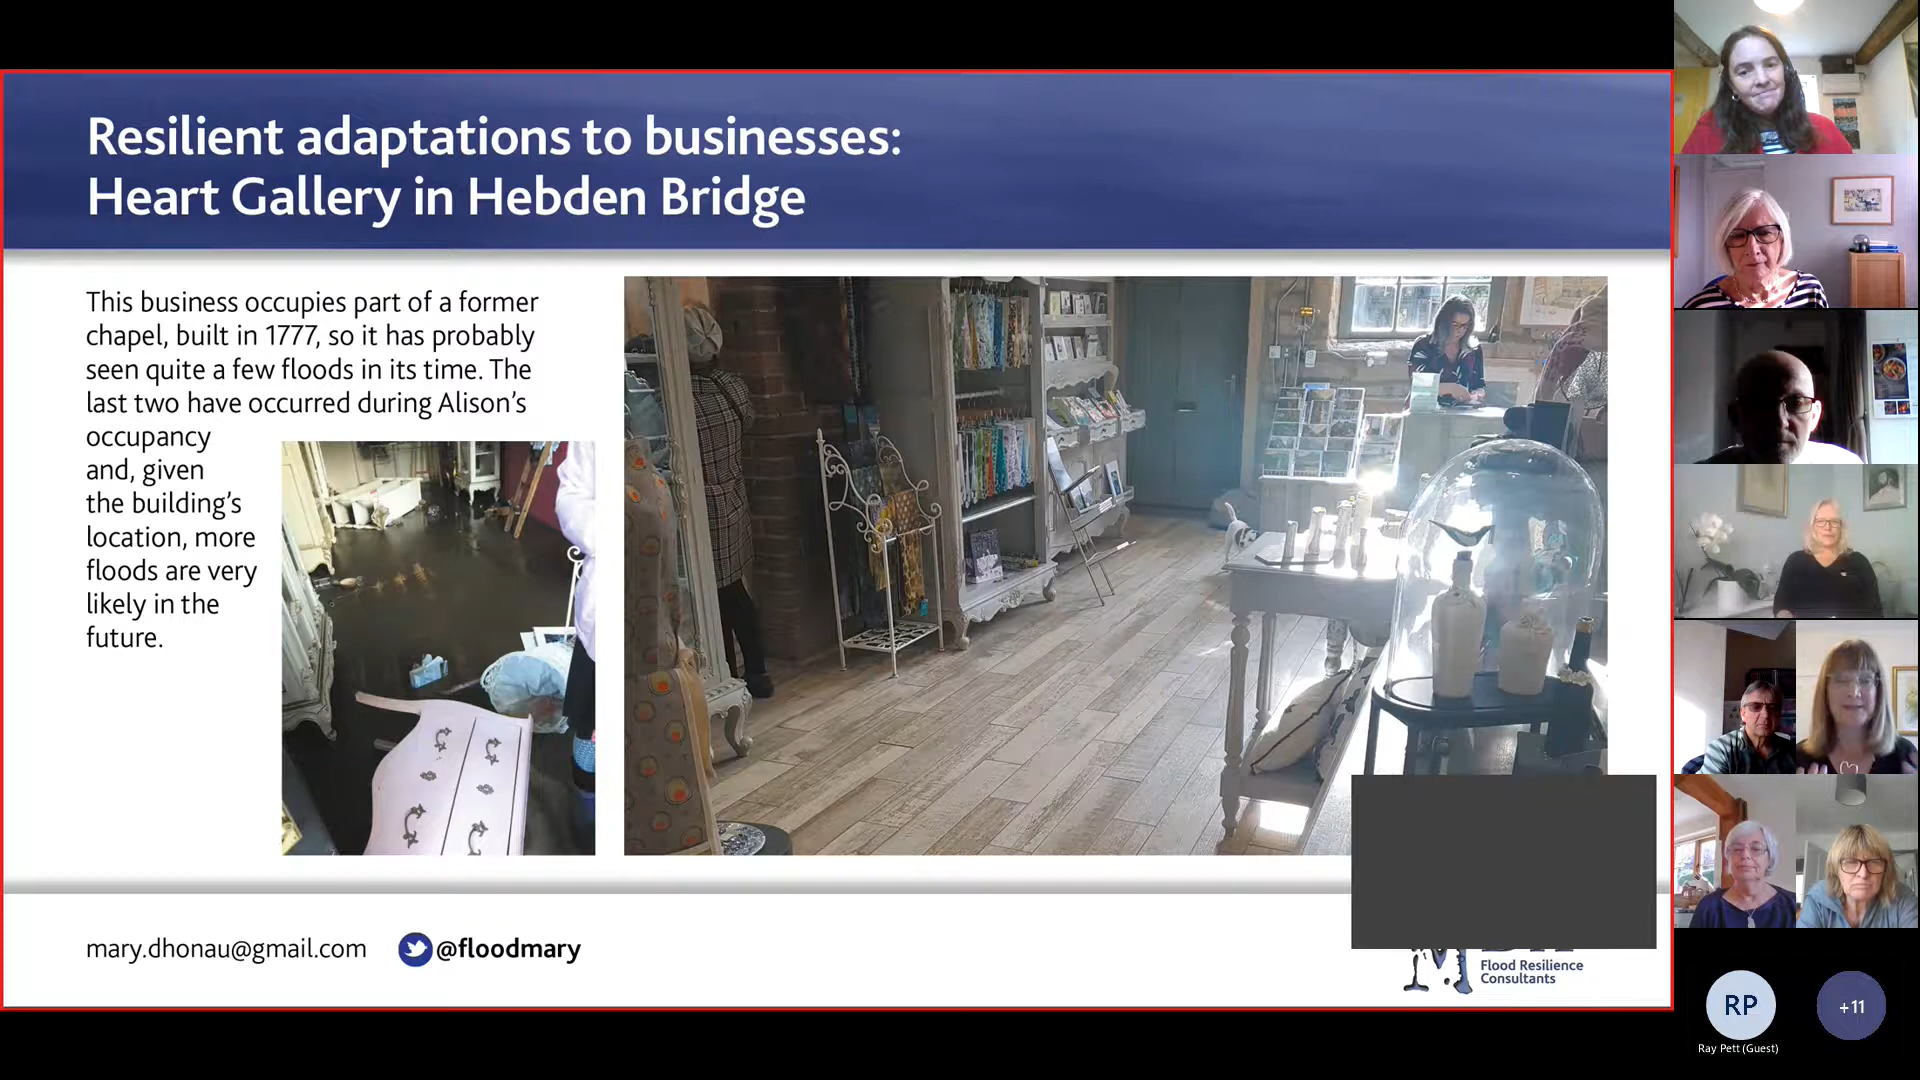 Resilient adaptations to businesses:
Heart Gallery in Hebden Bridge
This business occupies part of a former
chapel, built in 1777, so it has probably
seen quite a few floods in its time. The
last two have occurred during Alison’s
occupancy
and, given
the building’s
location, more
floods are very
likely in the
future.
mary.dhonau@gmail.com
@floodmary
Flood Resilience
Consultants
RP
+11
Ray Pett (Guest)